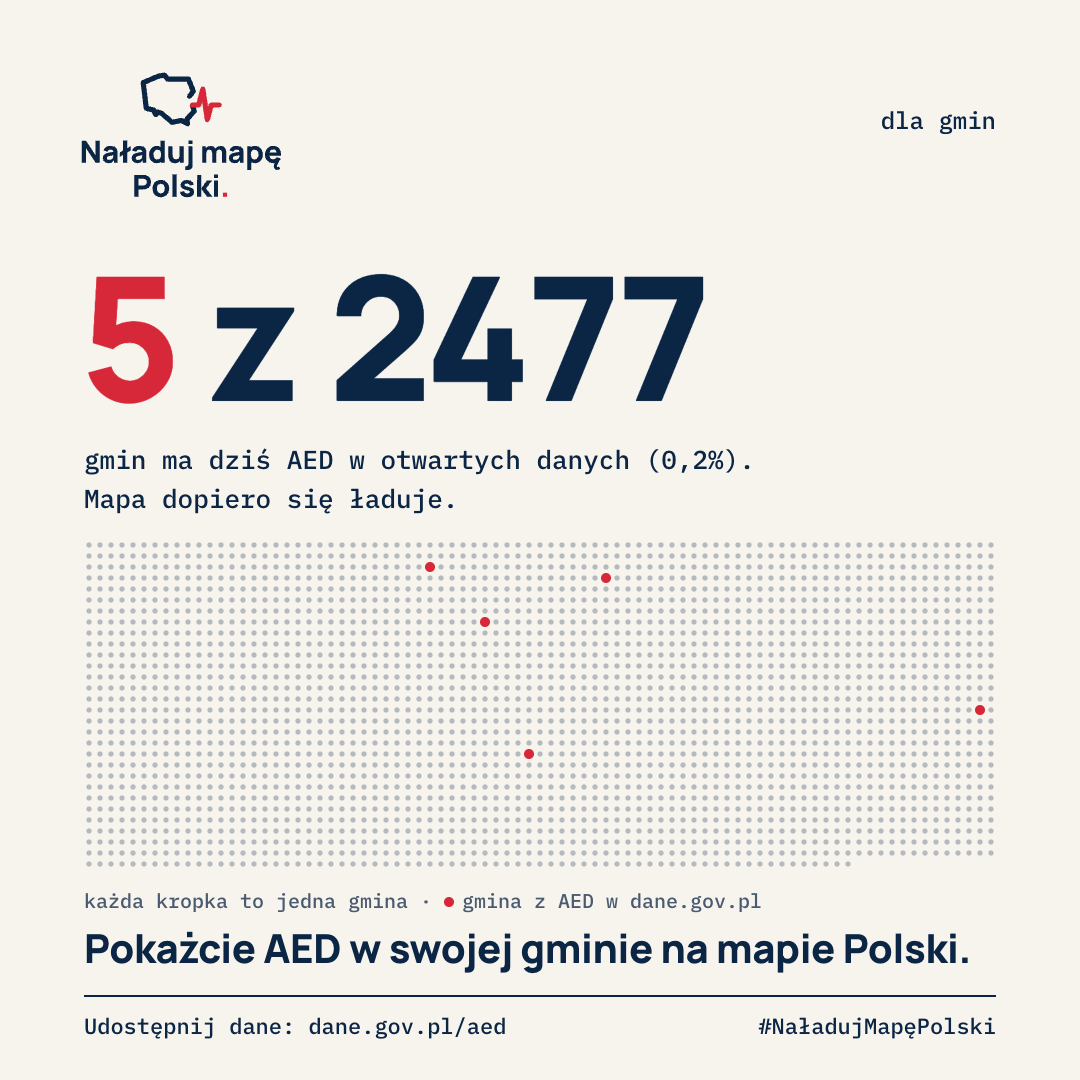 Naładuj mapę
Polski.
dla gmin
5 z 2477
gmin ma dziś AED w otwartych danych (0,2%).
Mapa dopiero się ładuje.
każda kropka to jedna gmina · gmina z AED w dane.gov.pl
Pokażcie AED w swojej gminie na mapie Polski.
Udostępnij dane: dane.gov.pl/aed
#NaładujMapęPolski